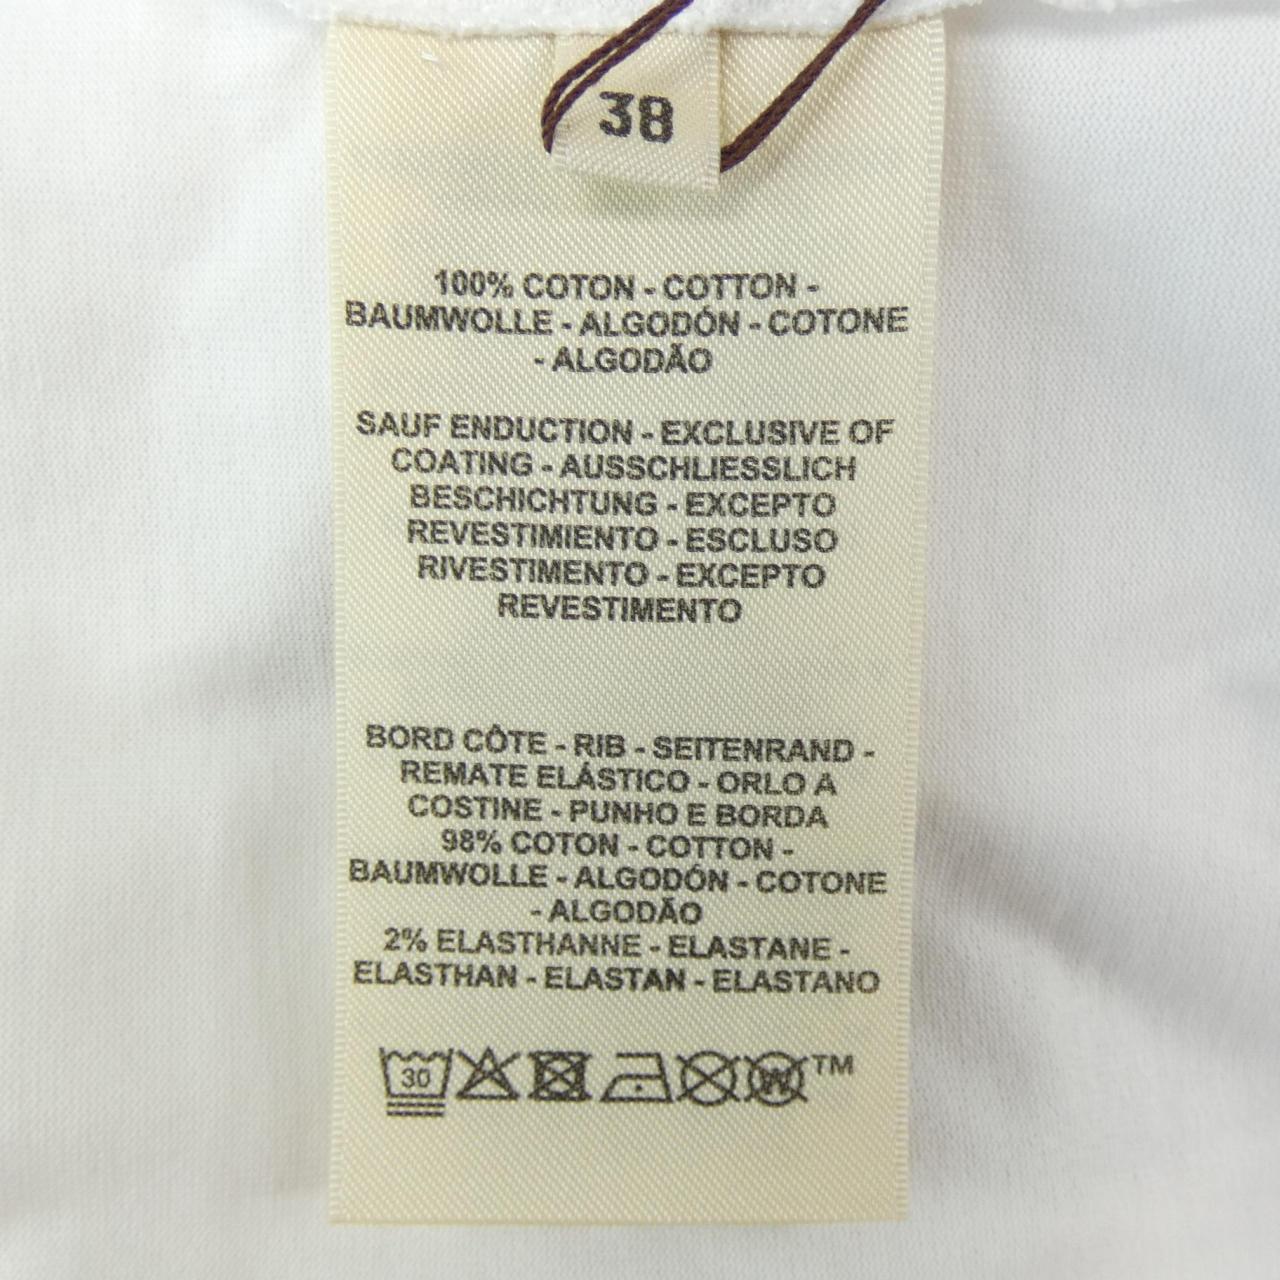 38
100% COTON - COTTON -
BAUMWOLLE - ALGODÓN - COTONE
- ALGODÃO
SAUF ENDUCTION - EXCLUSIVE OF
COATING - AUSSCHLIESSLICH
BESCHICHTUNG - EXCEPTO
REVESTIMIENTO - ESCLUSO
RIVESTIMENTO - EXCEPTO
REVESTIMENTO
BORD CÔTE - RIB - SEITENRAND -
REMATE ELÁSTICO - ORLO A
COSTINE - PUNHO E BORDA
98% COTON - COTTON -
BAUMWOLLE - ALGODÓN - COTONE
- ALGODÃO
2% ELASTHANNE - ELASTANE -
ELASTHAN - ELASTAN - ELASTANO
30 W TM